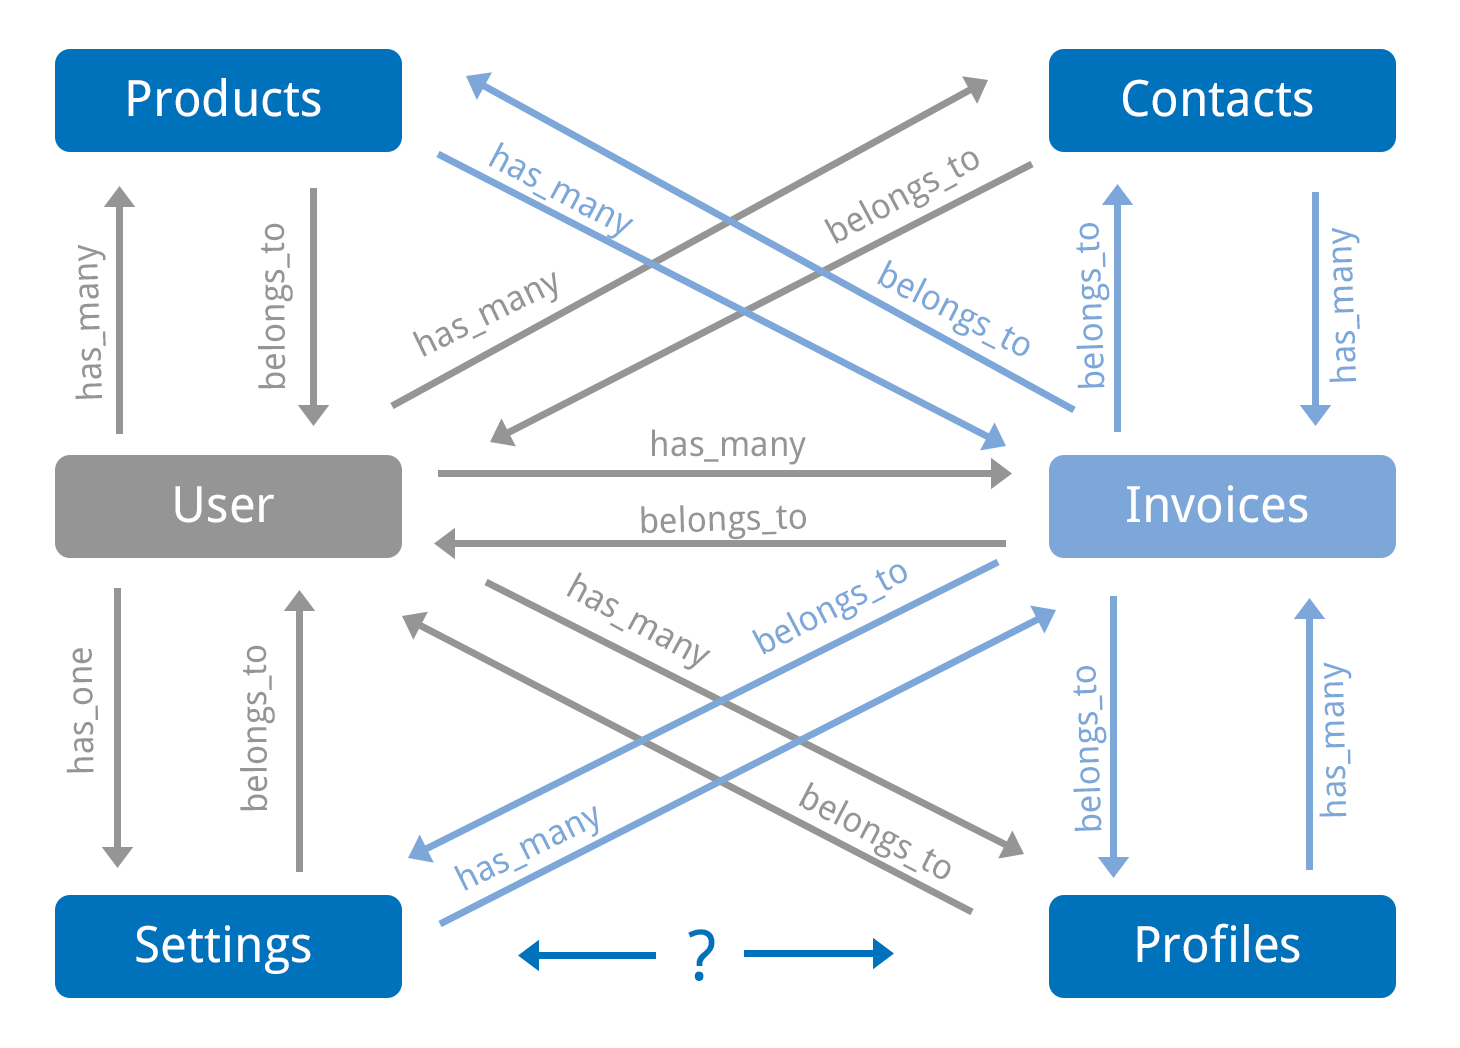 Products
Contacts
has_many
belongs_to
has_many
belongs_to
has_many
belongs_to
belongs_to
has_many
has_many
User
Invoices
belongs_to
has_many
belongs_to
has_one
belongs_to
belongs_to
has_many
has_many
belongs_to
Settings
?
Profiles